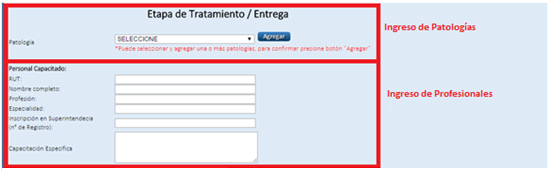 Etapa de Tratamiento / Entrega
Ingreso de Patologías
Patología
SELECCIONE
Agregar
*Puede seleccionar y agregar una o más patologías, para confirmar presione botón "Agregar"
Personal Capacitado:
RUT:
Nombre completo:
Profesión:
Ingreso de Profesionales
Especialidad:
Inscripción en Superintendecia
(n° de Registro):
Capacitación Específica